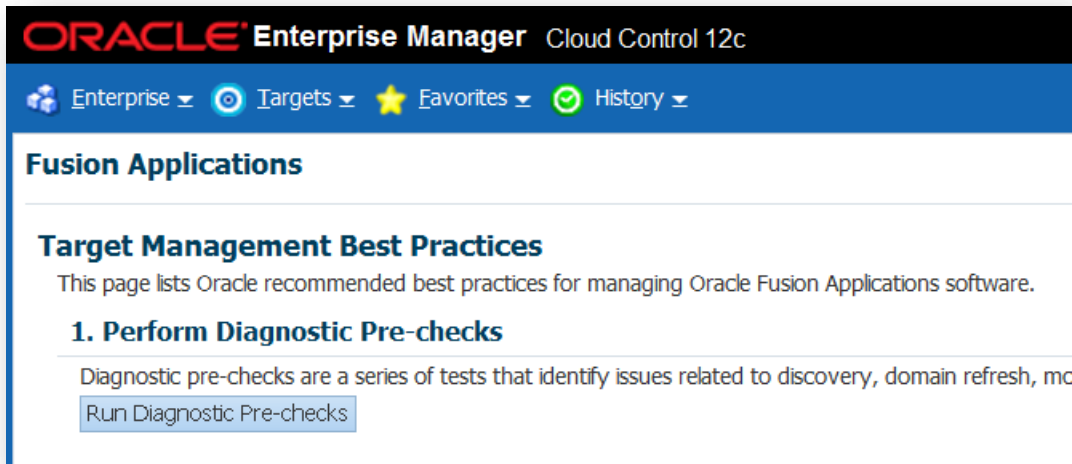 ORACLE Enterprise Manager Cloud Control 12c
Enterprise Targets Favorites History
Fusion Applications
Target Management Best Practices
This page lists Oracle recommended best practices for managing Oracle Fusion Applications software.
1. Perform Diagnostic Pre-checks
Diagnostic pre-checks are a series of tests that identify issues related to discovery, domain refresh,
Run Diagnostic Pre-checks